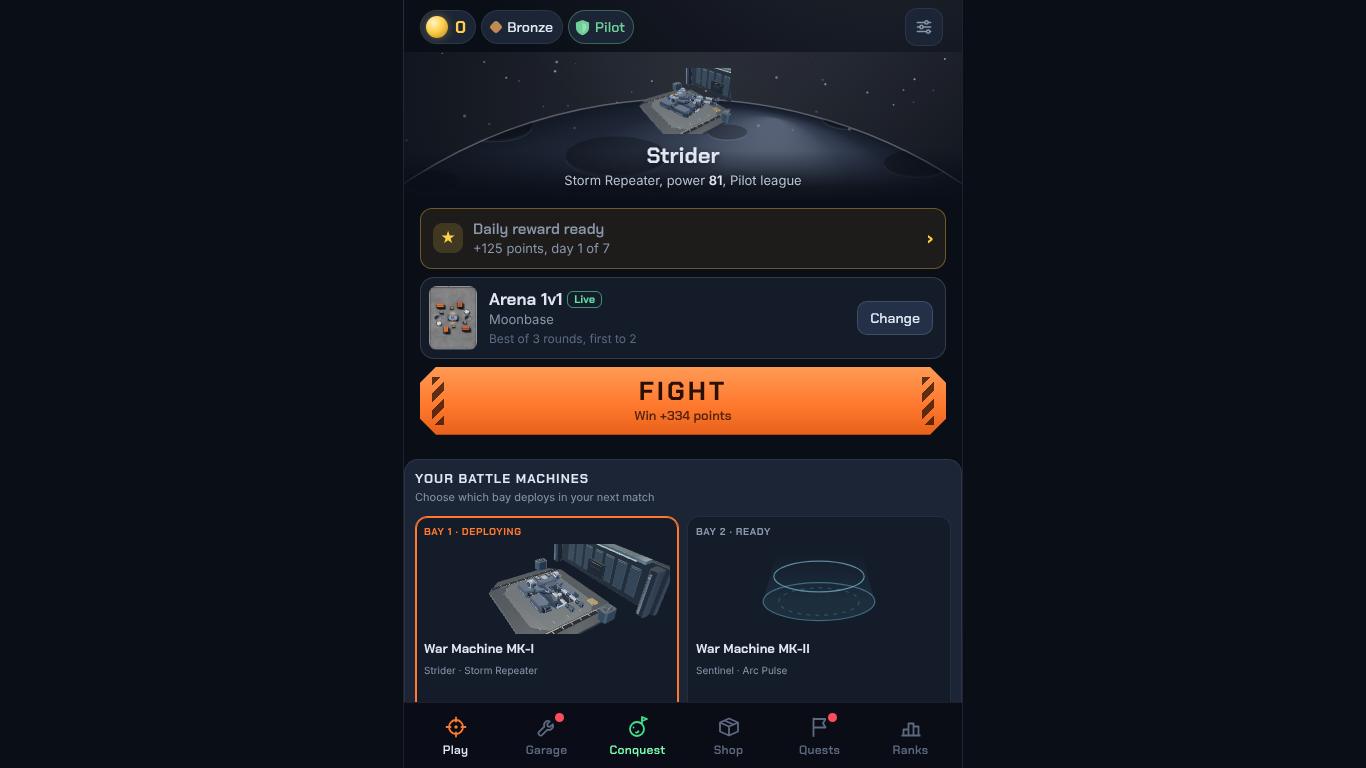 0
Bronze
Pilot
Strider
Storm Repeater, power 81, Pilot league
Daily reward ready
+125 points, day 1 of 7
Arena 1v1 Live
Moonbase
Best of 3 rounds, first to 2
Change
FIGHT
Win +334 points
YOUR BATTLE MACHINES
Choose which bay deploys in your next match
BAY 1 · DEPLOYING
War Machine MK-I
Strider · Storm Repeater
BAY 2 · READY
War Machine MK-II
Sentinel · Arc Pulse
Play
Garage
Conquest
Shop
Quests
Ranks